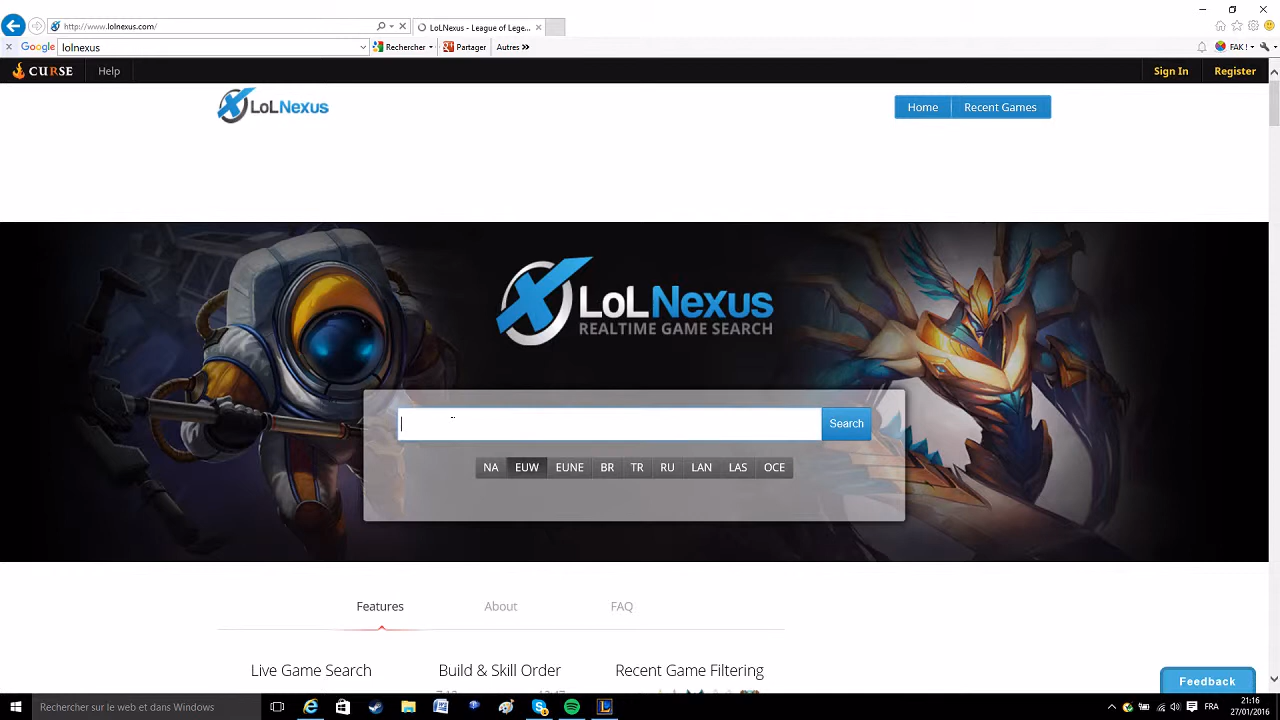 http://www.lolnexus.com/
LoLNexus - League of Lege...
Google lolnexus Rechercher Partager Autres »
FAK !
CURSE Help
Sign In Register
LoLNexus
Home Recent Games
LoLNexus
REALTIME GAME SEARCH
Search
NA EUW EUNE BR TR RU LAN LAS OCE
Features About FAQ
Live Game Search Build & Skill Order Recent Game Filtering
Feedback
Rechercher sur le web et dans Windows
FRA
21:16
27/01/2016